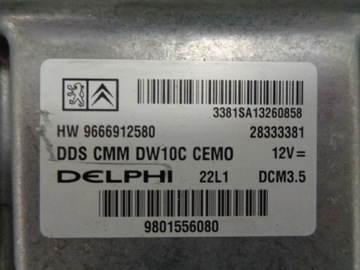 3381SA13260858
HW 9666912580 28333381
DDS CMM DW10C CEMO 12V=
DELPHI 22L1 DCM3.5
9801556080